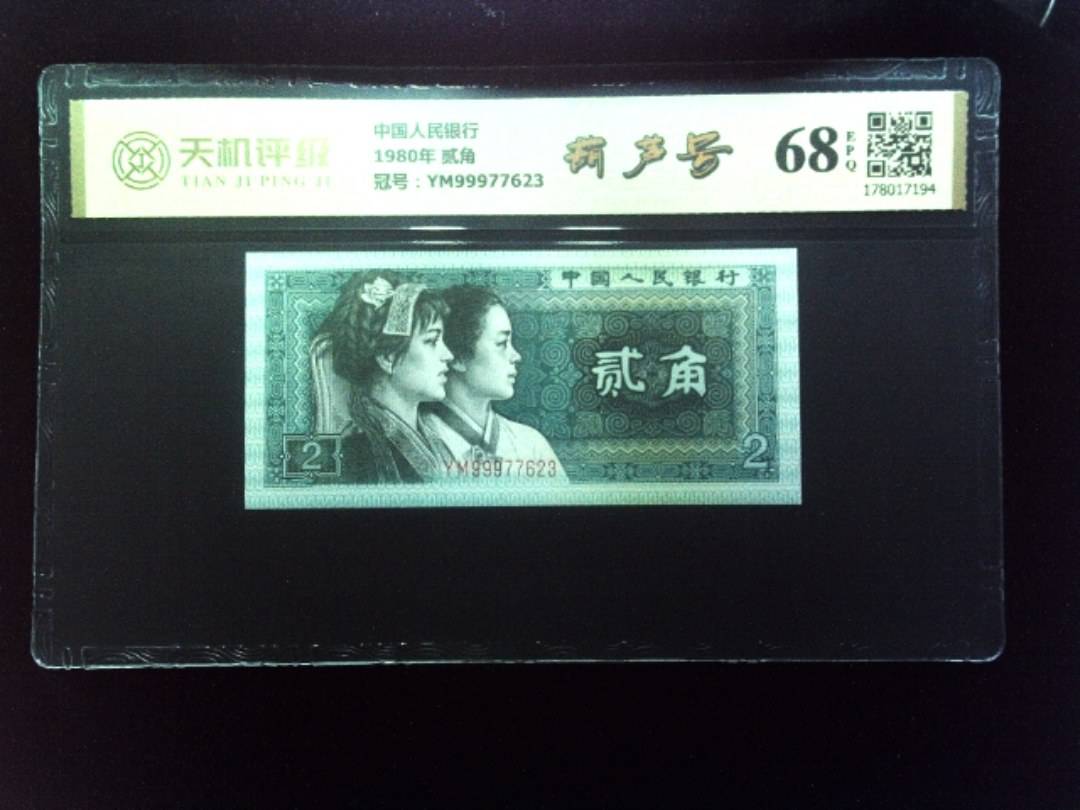 天机评级
TIAN JI PING JI
中国人民银行
1980年 贰角
冠号：YM99977623
葫芦号
68
EPQ
178017194
中国人民银行
贰角
2
YM99977623
2